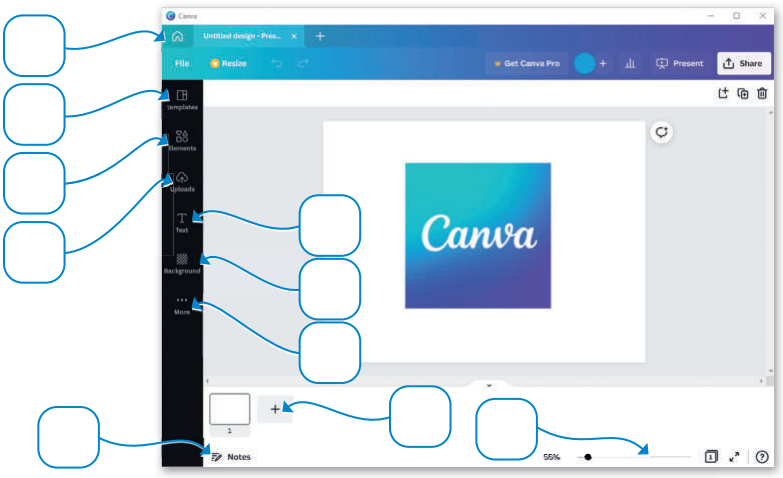 Canva
Untitled design - Pres...
File
Resize
Get Canva Pro
Present
Share
Templates
Elements
Uploads
Text
Background
More
Canva
1
Notes
55%
1